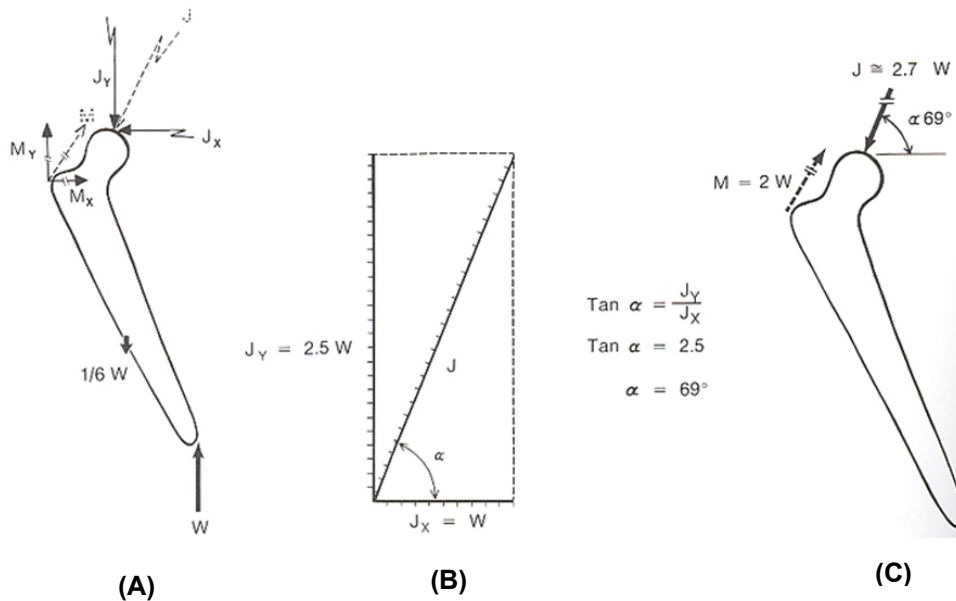 J
J_Y
M
J_X
M_Y
M_X
1/6 W
W
(A)
J_Y = 2.5 W
J
α
J_X = W
(B)
Tan α = J_Y / J_X
Tan α = 2.5
α = 69°
J ≅ 2.7 W
α 69°
M = 2 W
(C)